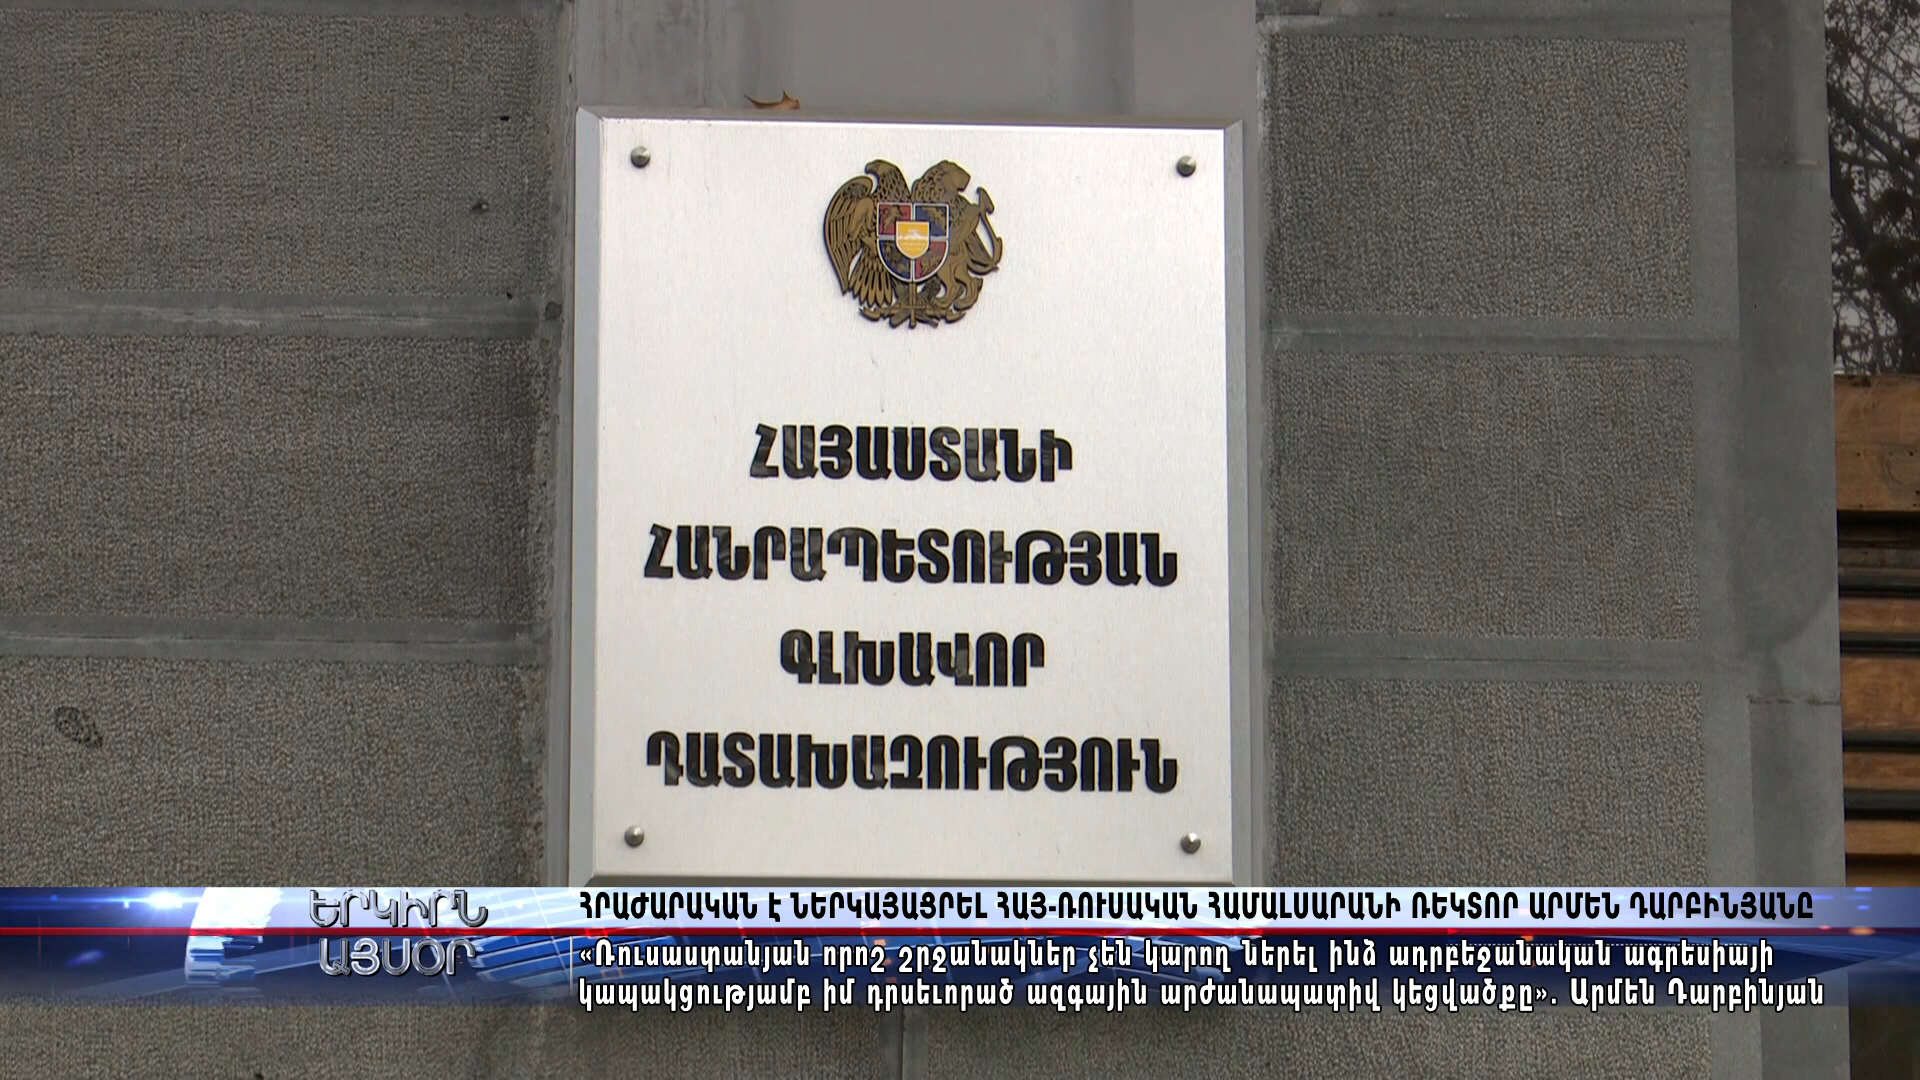 ՀԱՅԱՍՏԱՆԻ
ՀԱՆՐԱՊԵՏՈՒԹՅԱՆ
ԳԼԽԱՎՈՐ
ԴԱՏԱԽԱԶՈՒԹՅՈՒՆ
ԵՐԿԻՐՆ
ԱՅՍՕՐ
ՀՐԱԺԱՐԱԿԱՆ Է ՆԵՐԿԱՅԱՑՐԵԼ ՀԱՅ-ՌՈՒՍԱԿԱՆ ՀԱՄԱԼՍԱՐԱՆԻ ՌԵԿՏՈՐ ԱՐՄԵՆ ԴԱՐԲԻՆՅԱՆԸ
«Ռուսաստանյան որոշ շրջանակներ չեն կարող ներել ինձ ադրբեջանական ագրեսիայի
կապակցությամբ իմ դրսեւորած ազգային արժանապատիվ կեցվածքը». Արմեն Դարբինյան